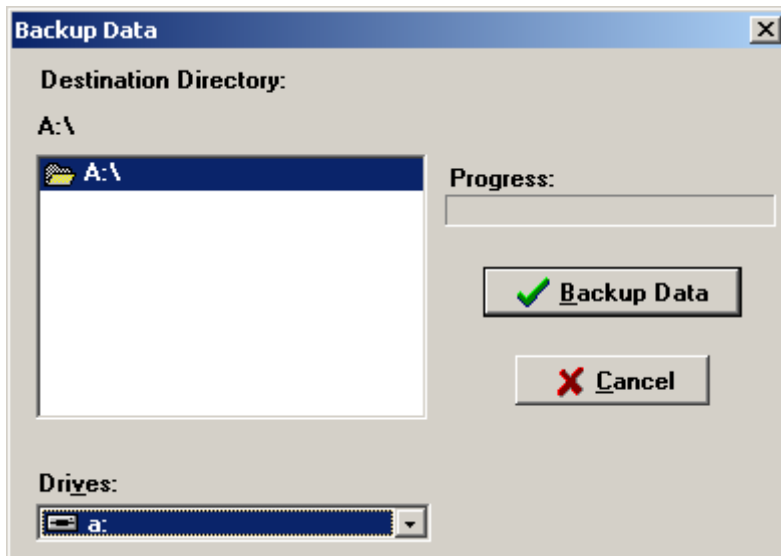 Backup Data
Destination Directory:
A:\
A:\
Progress:
Backup Data
Cancel
Drives:
a: